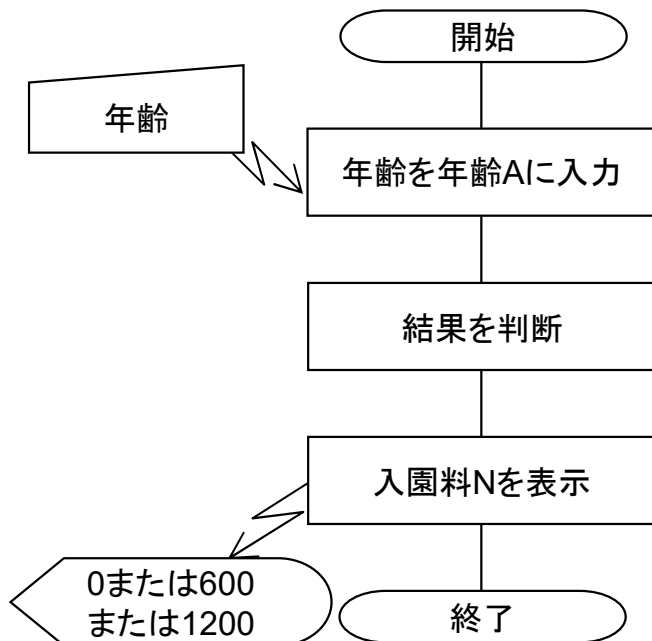 開始
年齢
年齢を年齢Aに入力
結果を判断
入園料Nを表示
0または600
または1200
終了